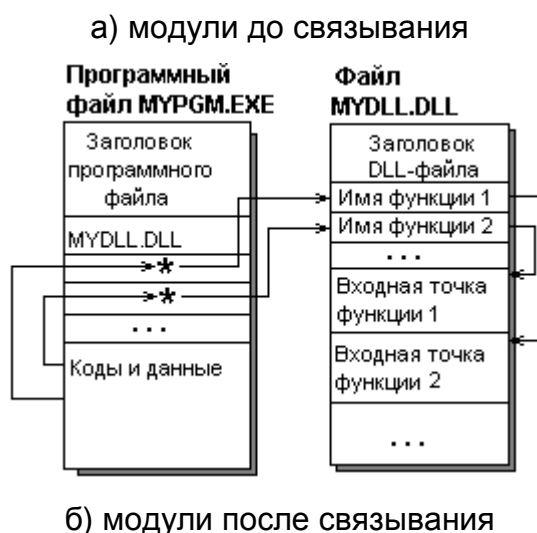 а) модули до связывания
Программный
файл MYPGM.EXE
Заголовок
программного
файла
MYDLL.DLL
*
*
...
Коды и данные
Файл
MYDLL.DLL
Заголовок
DLL-файла
Имя функции 1
Имя функции 2
...
Входная точка
функции 1
Входная точка
функции 2
...
б) модули после связывания